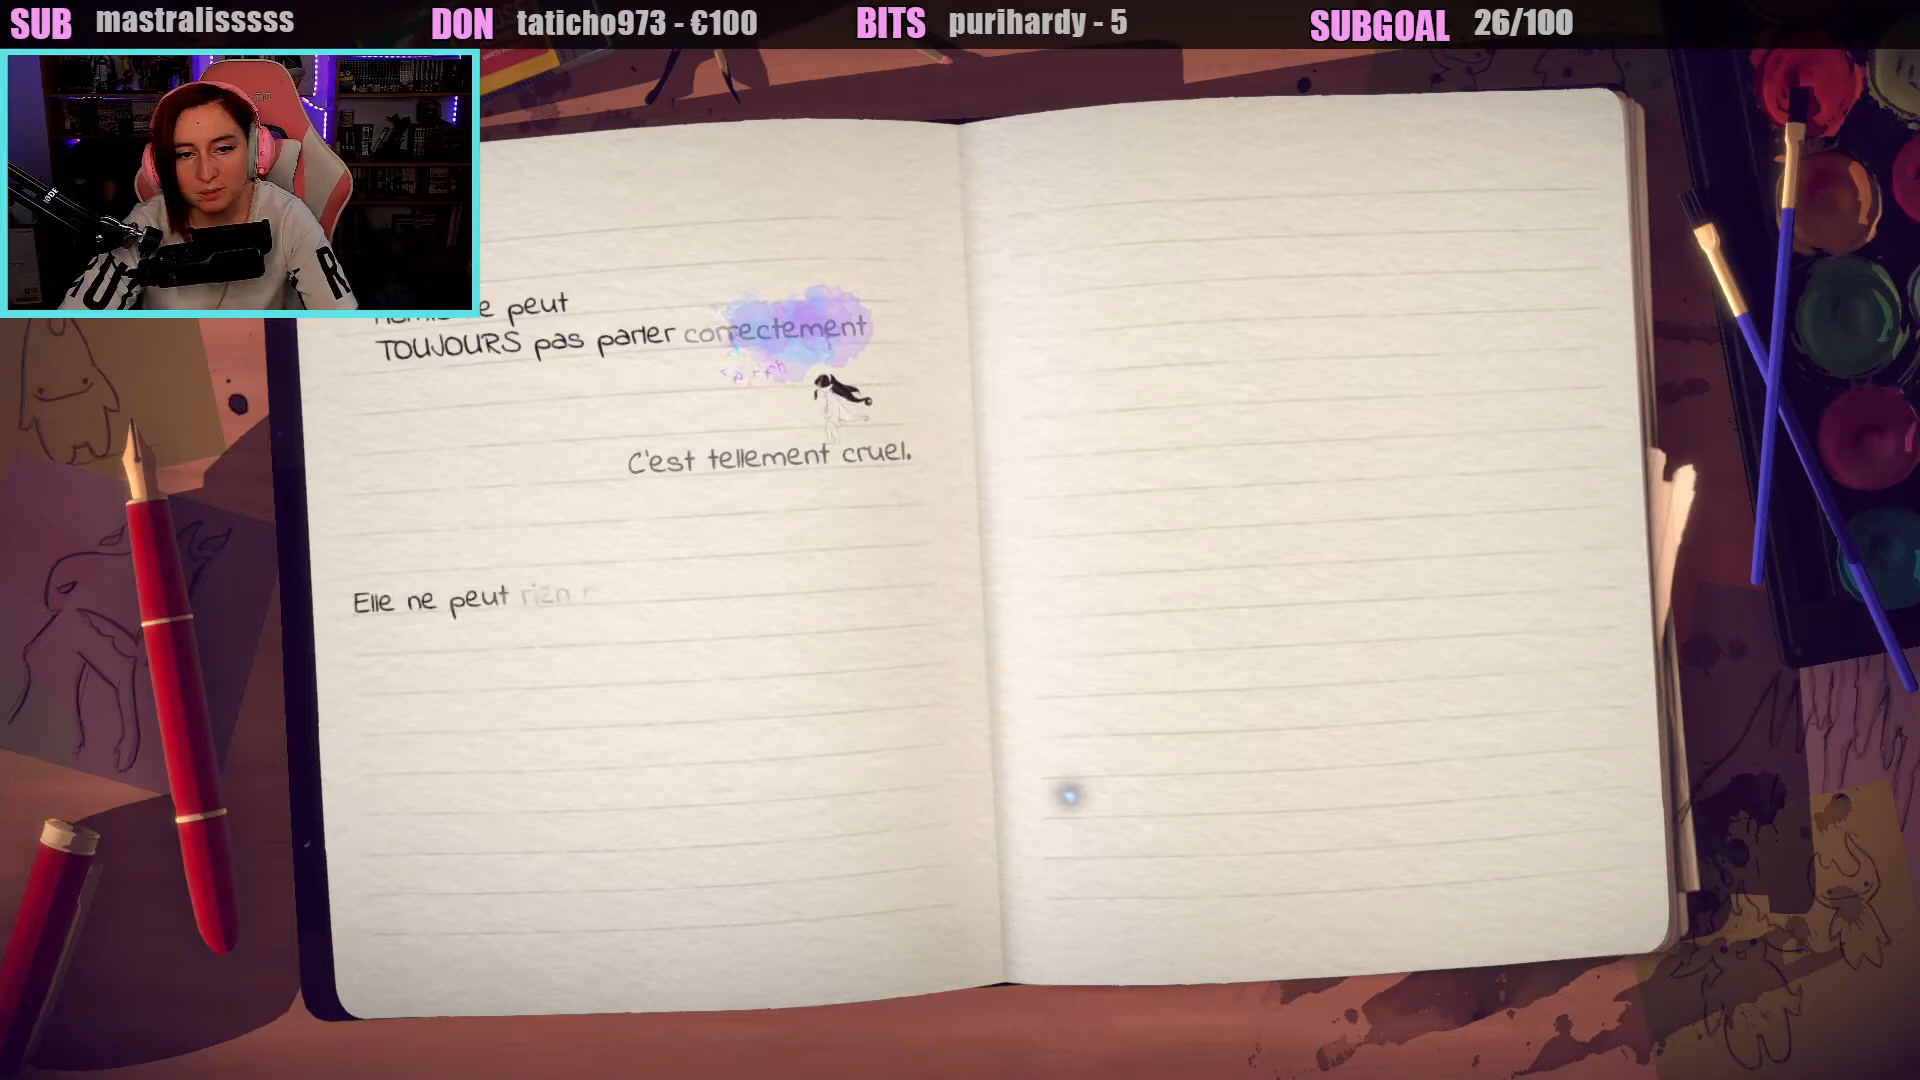 SUB mastralisssss DON taticho973 - €100 BITS purihardy - 5 SUBGOAL 26/100
peut
TOUJOURS pas parler correctement
C'est tellement cruel.
Elle ne peut rien